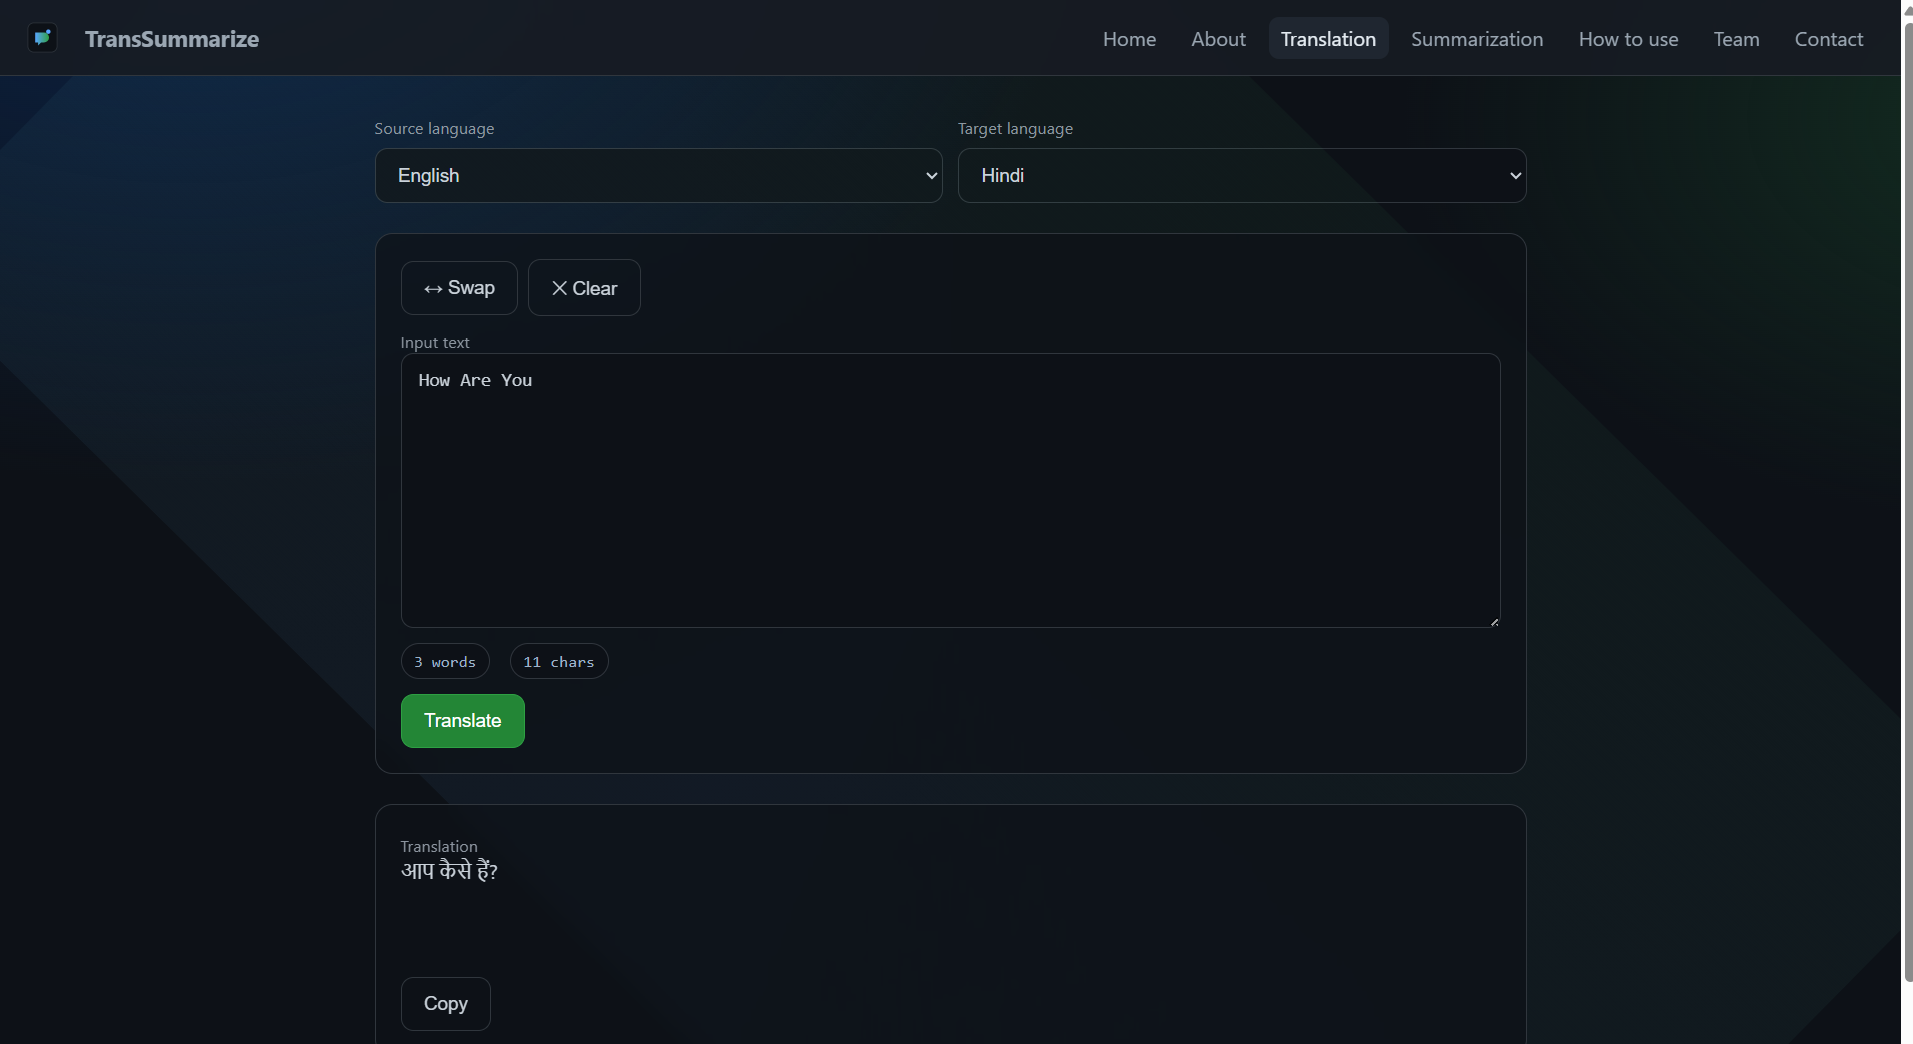 TransSummarize
Home About Translation Summarization How to use Team Contact
Source language Target language
English Hindi
↔ Swap ✕ Clear
Input text
How Are You
3 words 11 chars
Translate
Translation
आप कैसे हैं?
Copy